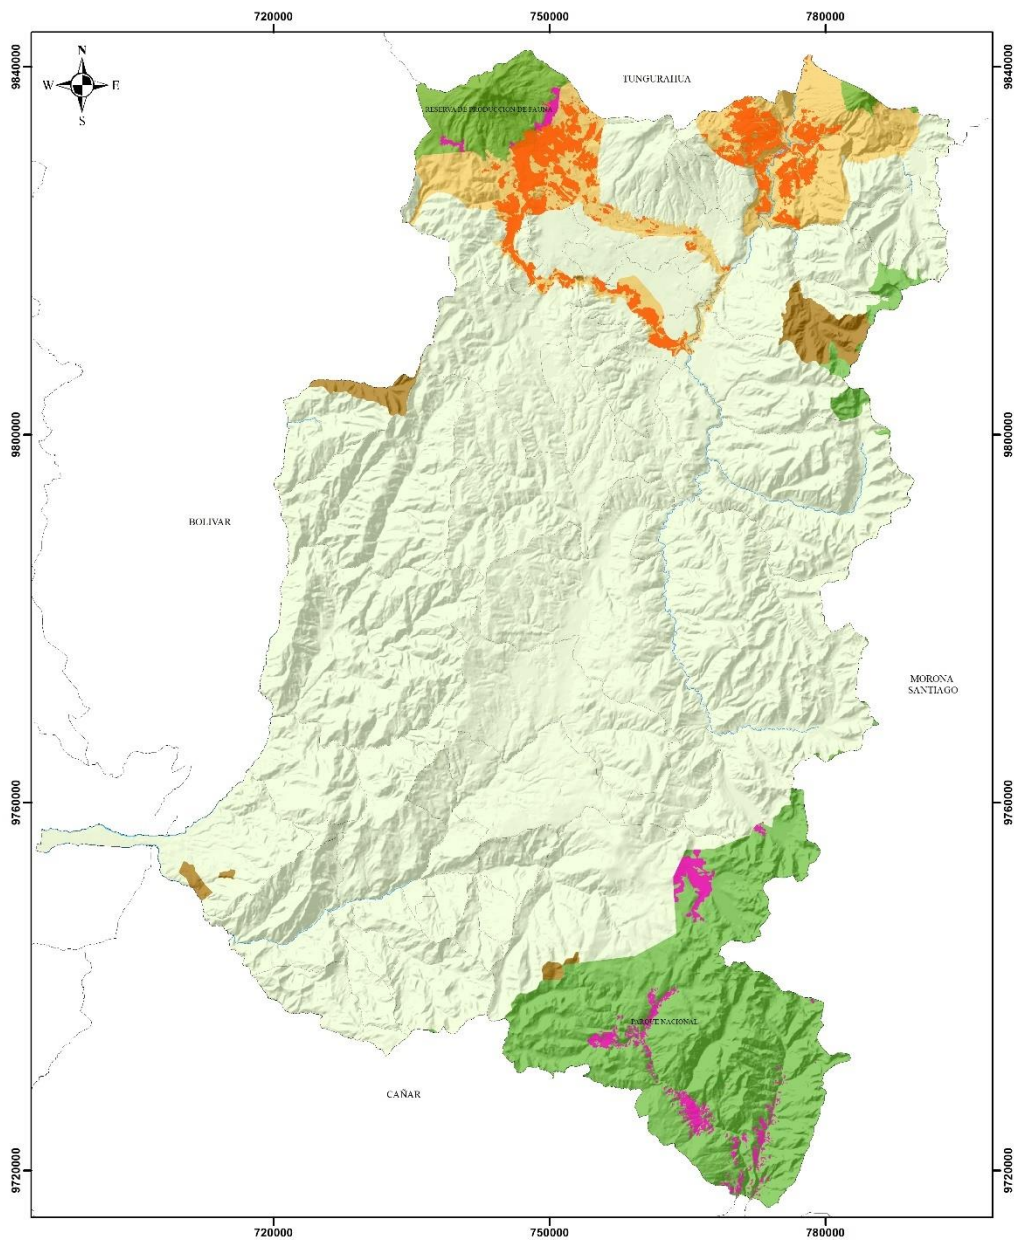 720000
750000
780000
9840000
9840000
N
W
E
S
TUNGURAHUA
RESERVA DE PRODUCCION DE FAUNA
9800000
9800000
BOLIVAR
MORONA
SANTIAGO
9760000
9760000
PARQUE NACIONAL
CAÑAR
9720000
9720000
720000
750000
780000